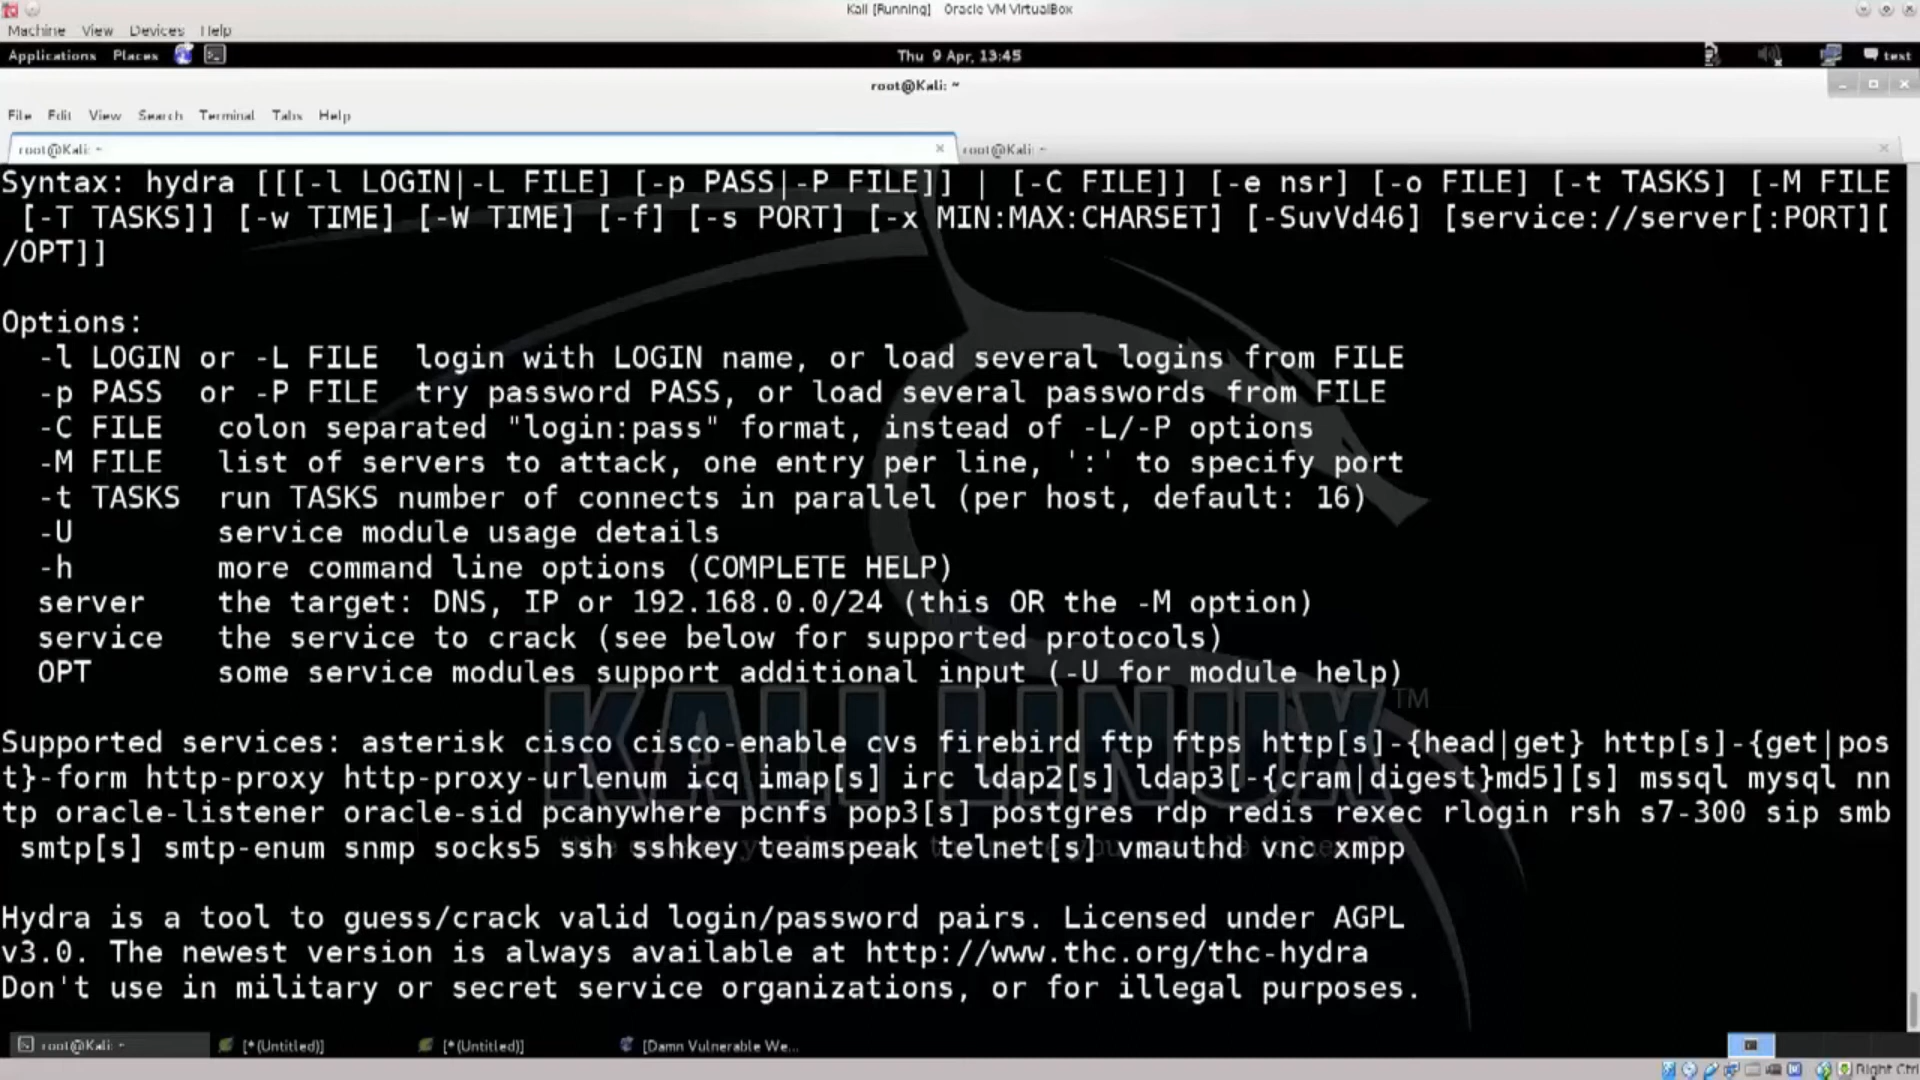 Kali [Running] - Oracle VM VirtualBox
Machine View Devices Help
Applications Places Thu 9 Apr, 13:45 text
root@Kali: ~
File Edit View Search Terminal Tabs Help
root@Kali: ~ × root@Kali: ~ ×
Syntax: hydra [[[-l LOGIN|-L FILE] [-p PASS|-P FILE]] | [-C FILE]] [-e nsr] [-o FILE] [-t TASKS] [-M FILE
[-T TASKS]] [-w TIME] [-W TIME] [-f] [-s PORT] [-x MIN:MAX:CHARSET] [-SuvVd46] [service://server[:PORT][
/OPT]]
Options:
-l LOGIN or -L FILE login with LOGIN name, or load several logins from FILE
-p PASS or -P FILE try password PASS, or load several passwords from FILE
-C FILE colon separated "login:pass" format, instead of -L/-P options
-M FILE list of servers to attack, one entry per line, ':' to specify port
-t TASKS run TASKS number of connects in parallel (per host, default: 16)
-U service module usage details
-h more command line options (COMPLETE HELP)
server the target: DNS, IP or 192.168.0.0/24 (this OR the -M option)
service the service to crack (see below for supported protocols)
OPT some service modules support additional input (-U for module help)
KALI LINUX™
Supported services: asterisk cisco cisco-enable cvs firebird ftp ftps http[s]-{head|get} http[s]-{get|pos
t}-form http-proxy http-proxy-urlenum icq imap[s] irc ldap2[s] ldap3[-{cram|digest}md5][s] mssql mysql nn
tp oracle-listener oracle-sid pcanywhere pcnfs pop3[s] postgres rdp redis rexec rlogin rsh s7-300 sip smb
smtp[s] smtp-enum snmp socks5 ssh sshkey teamspeak telnet[s] vmauthd vnc xmpp
Hydra is a tool to guess/crack valid login/password pairs. Licensed under AGPL
v3.0. The newest version is always available at http://www.thc.org/thc-hydra
Don't use in military or secret service organizations, or for illegal purposes.
root@Kali: ~ [*(Untitled)] [*(Untitled)] [Damn Vulnerable We...
Right Ctrl